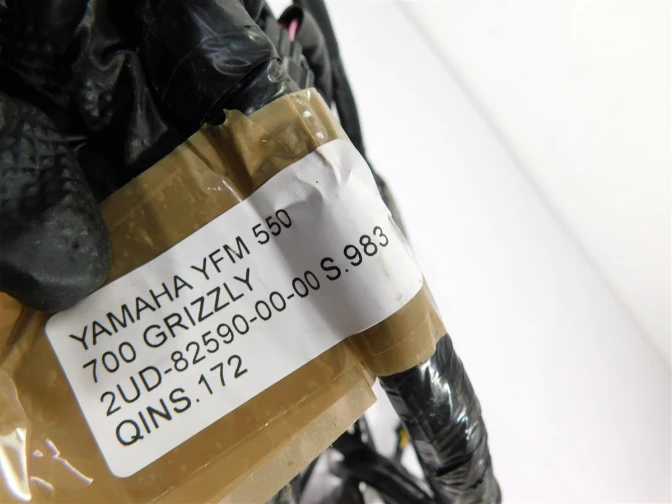 YAMAHA YFM 550
700 GRIZZLY
2UD-82590-00-00 S.983
QINS.172